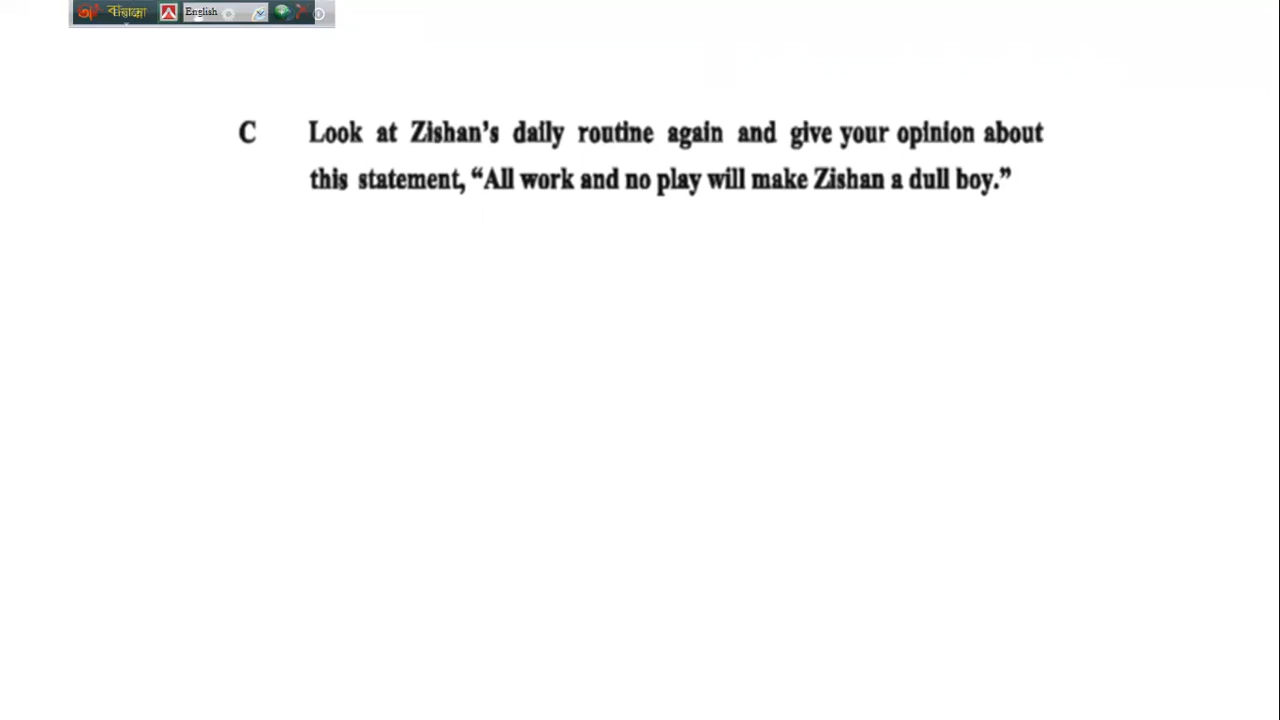 English
C Look at Zishan's daily routine again and give your opinion about
this statement, “All work and no play will make Zishan a dull boy.”